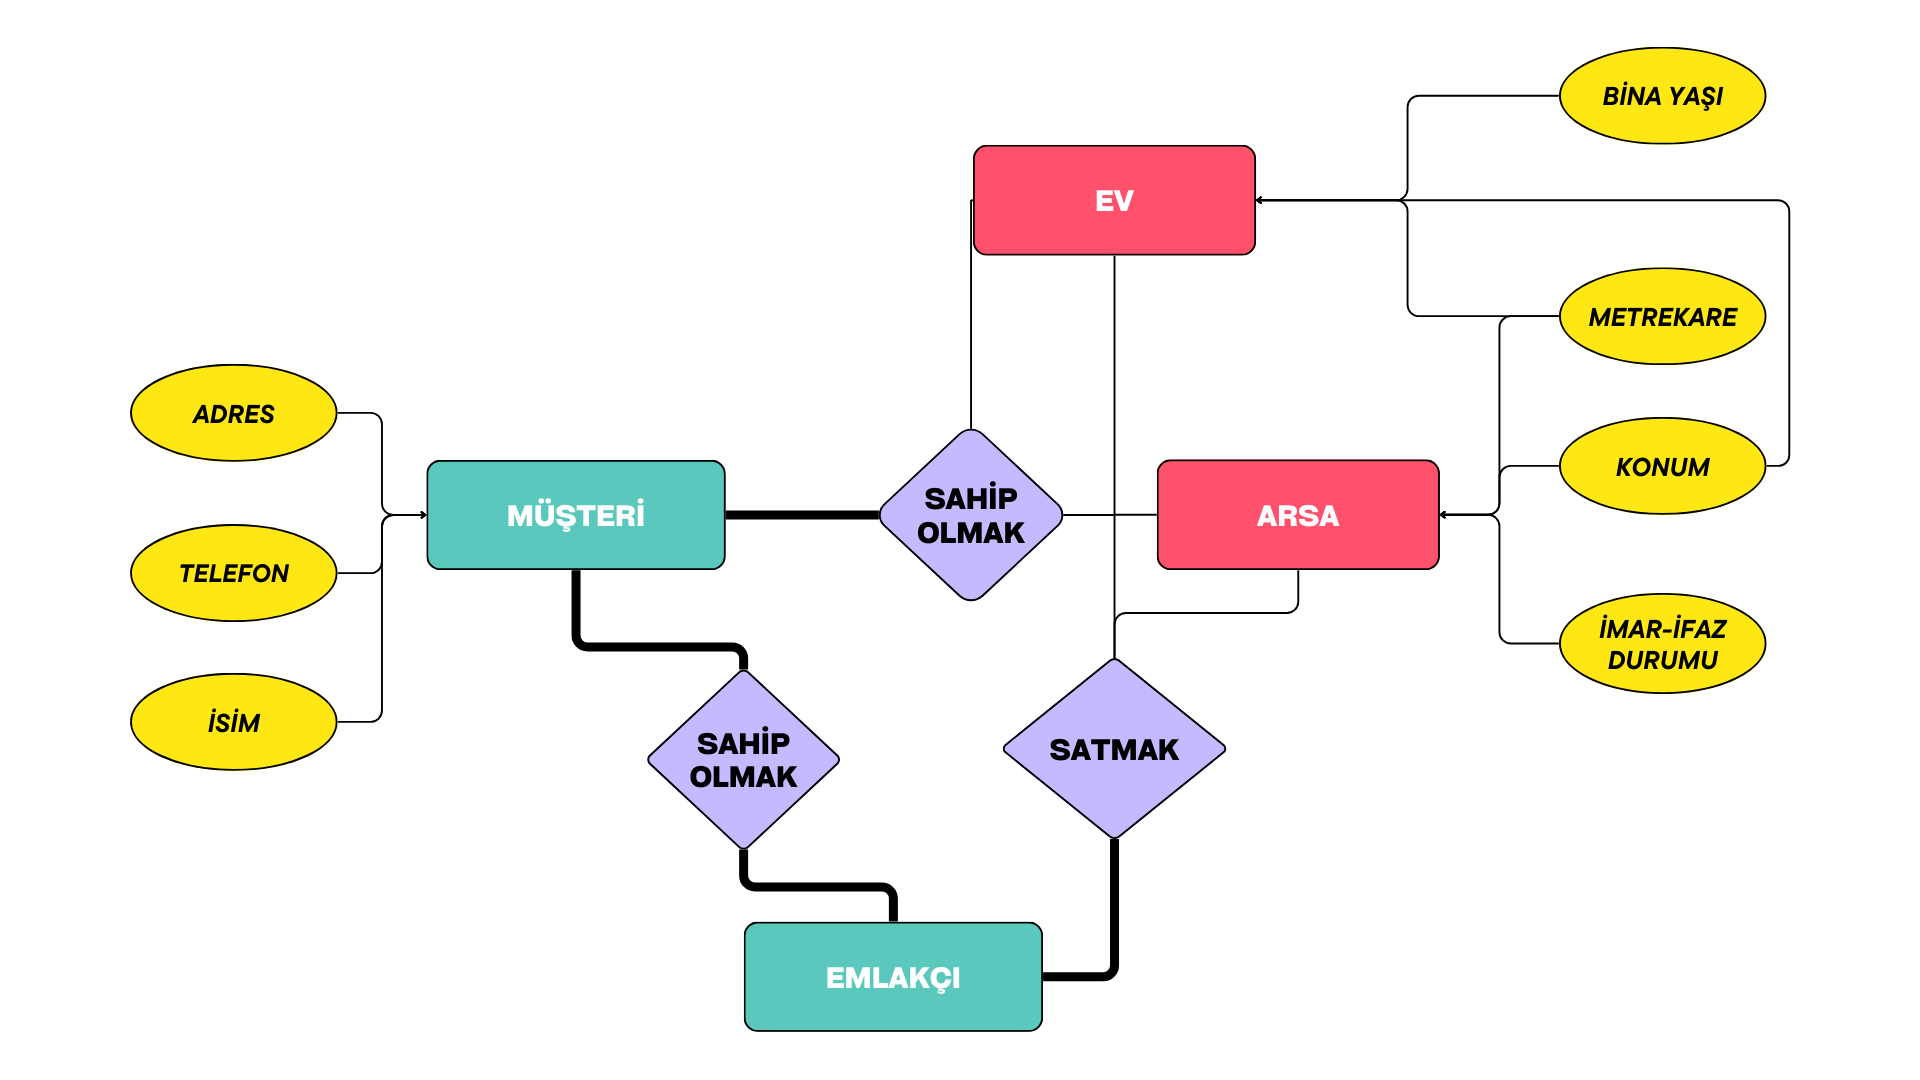 BİNA YAŞI
EV
METREKARE
ADRES
KONUM
MÜŞTERİ
SAHİP
OLMAK
ARSA
TELEFON
İMAR-İFAZ
DURUMU
İSİM
SAHİP
OLMAK
SATMAK
EMLAKÇI